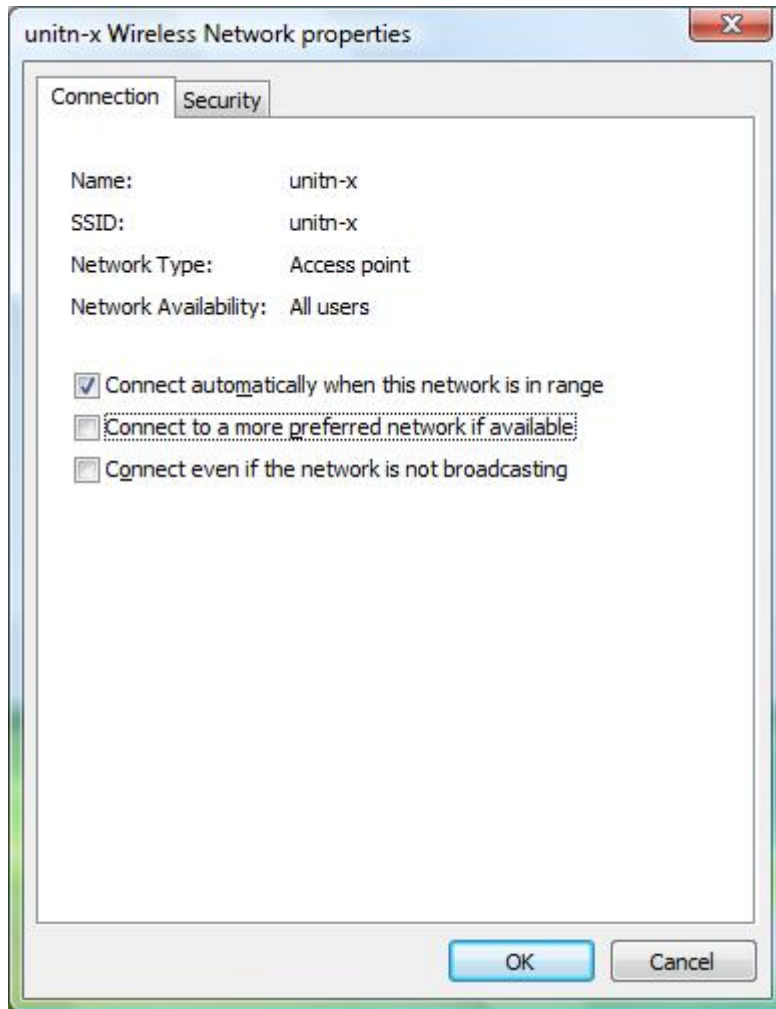 unitn-x Wireless Network properties
X
Connection Security
Name: unitn-x
SSID: unitn-x
Network Type: Access point
Network Availability: All users
Connect automatically when this network is in range
Connect to a more preferred network if available
Connect even if the network is not broadcasting
OK Cancel